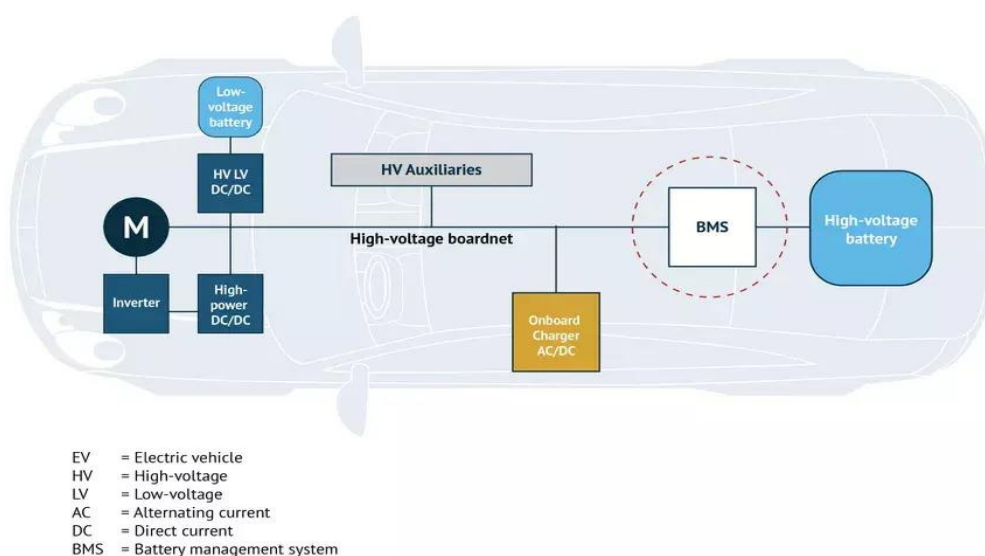 Low-
voltage
battery
HV LV
DC/DC
HV Auxiliaries
M
High-voltage boardnet
BMS
High-voltage
battery
Inverter
High-
power
DC/DC
Onboard
Charger
AC/DC
EV = Electric vehicle
HV = High-voltage
LV = Low-voltage
AC = Alternating current
DC = Direct current
BMS = Battery management system